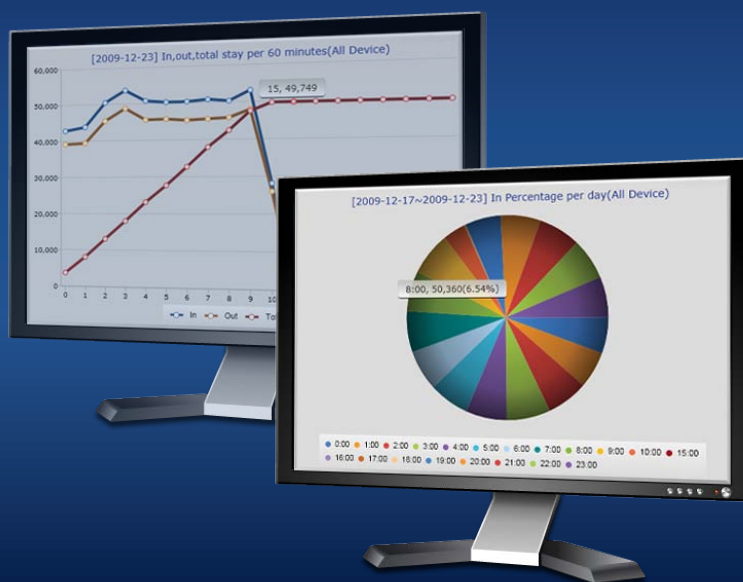 [2009-12-23] In,out,total stay per 60 minutes(All Device)
60,000
15, 49,749
50,000
40,000
30,000
20,000
10,000
0
0 1 2 3 4 5 6 7 8 9 10
In Out
[2009-12-17~2009-12-23] In Percentage per day(All Device)
8:00, 50,360(6.54%)
0:00 1:00 2:00 3:00 4:00 5:00 6:00 7:00 8:00 9:00 10:00 15:00
16:00 17:00 18:00 19:00 20:00 21:00 22:00 23:00